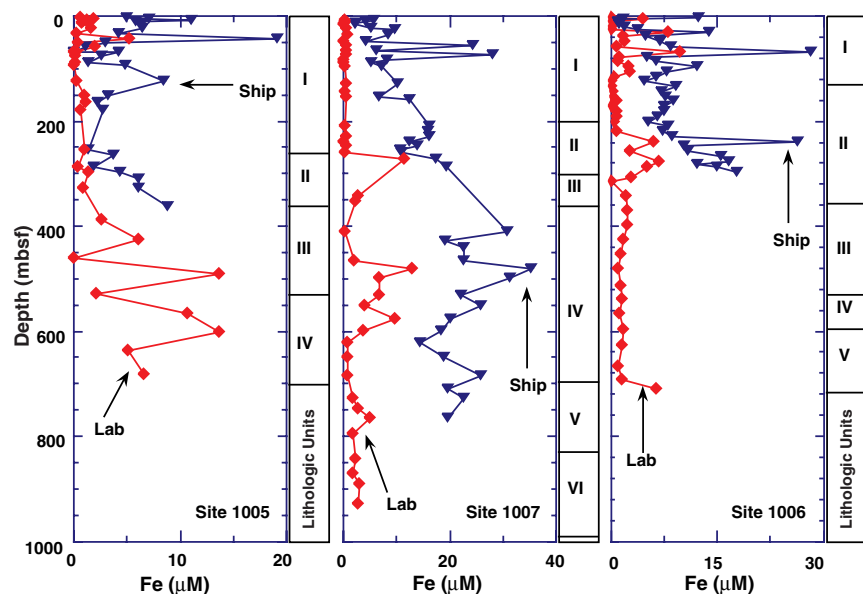 0
200
400
600
800
1000
Depth (mbsf)
Ship
Lab
Site 1005
0
10
20
Fe (μM)
I
II
III
IV
Lithologic Units
Ship
Lab
Site 1007
0
20
40
Fe (μM)
I
II
III
IV
V
VI
Ship
Lab
Site 1006
0
15
30
Fe (μM)
I
II
III
IV
V
Lithologic Units